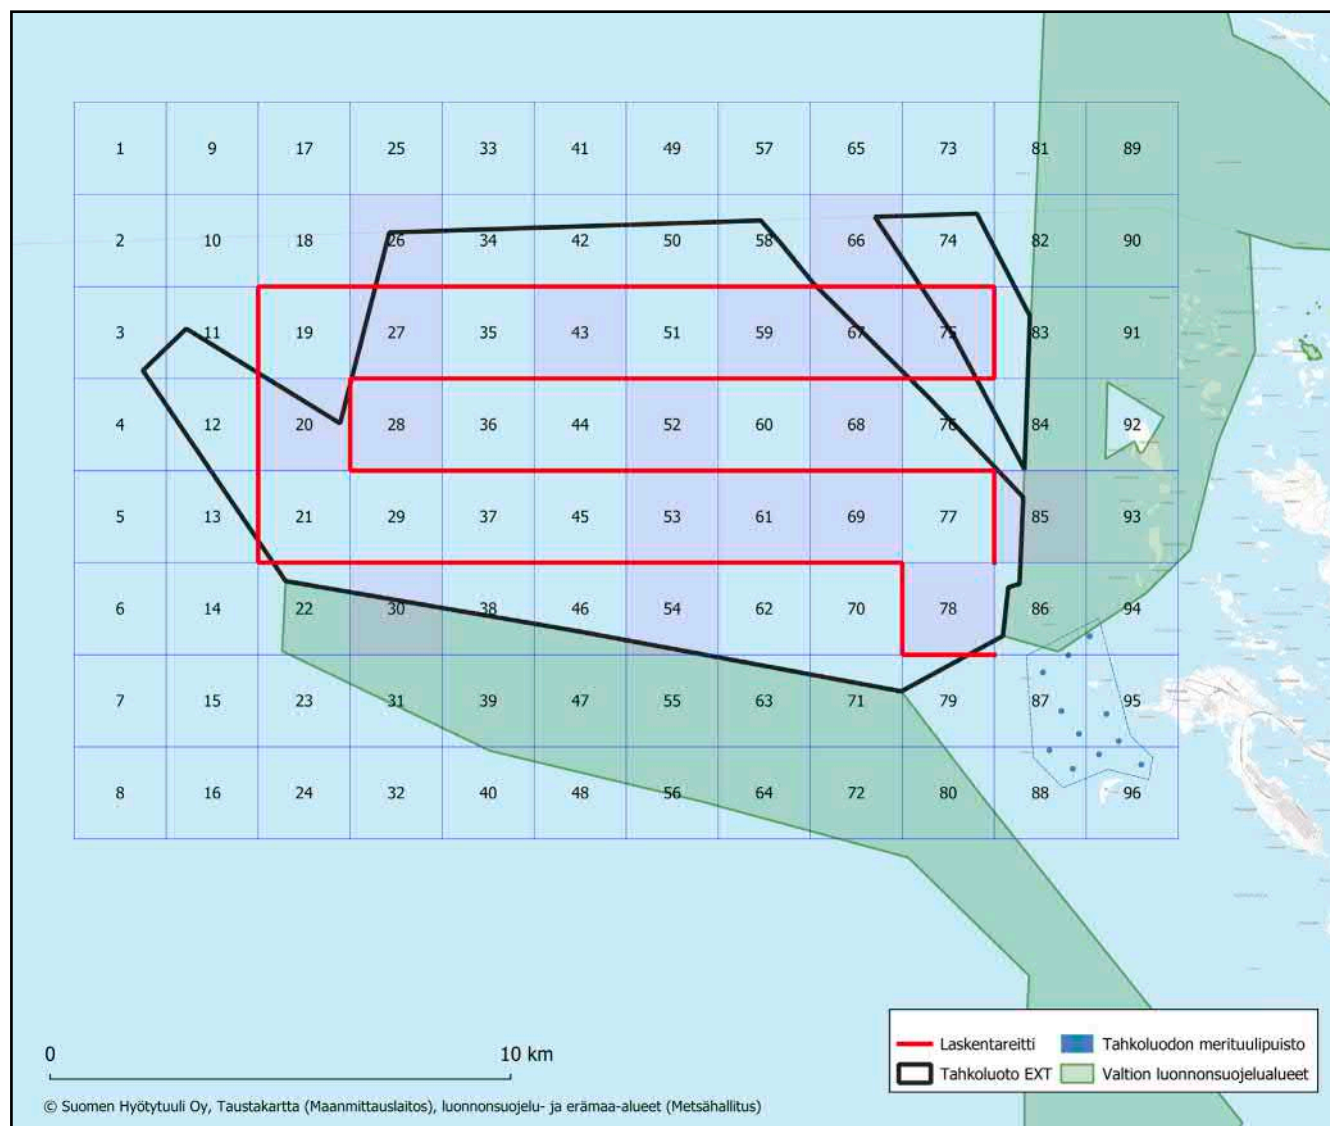 1 9 17 25 33 41 49 57 65 73 81 89
2 10 18 26 34 42 50 58 66 74 82 90
3 11 19 27 35 43 51 59 67 75 83 91
4 12 20 28 36 44 52 60 68 76 84 92
5 13 21 29 37 45 53 61 69 77 85 93
6 14 22 30 38 46 54 62 70 78 86 94
7 15 23 31 39 47 55 63 71 79 87 95
8 16 24 32 40 48 56 64 72 80 88 96
0 10 km
Laskentareitti Tahkoluodon merituulipuisto
Tahkoluoto EXT Valtion luonnonsuojelualueet
© Suomen Hyötytuuli Oy, Taustakartta (Maanmittauslaitos), luonnonsuojelu- ja erämaa-alueet (Metsähallitus)